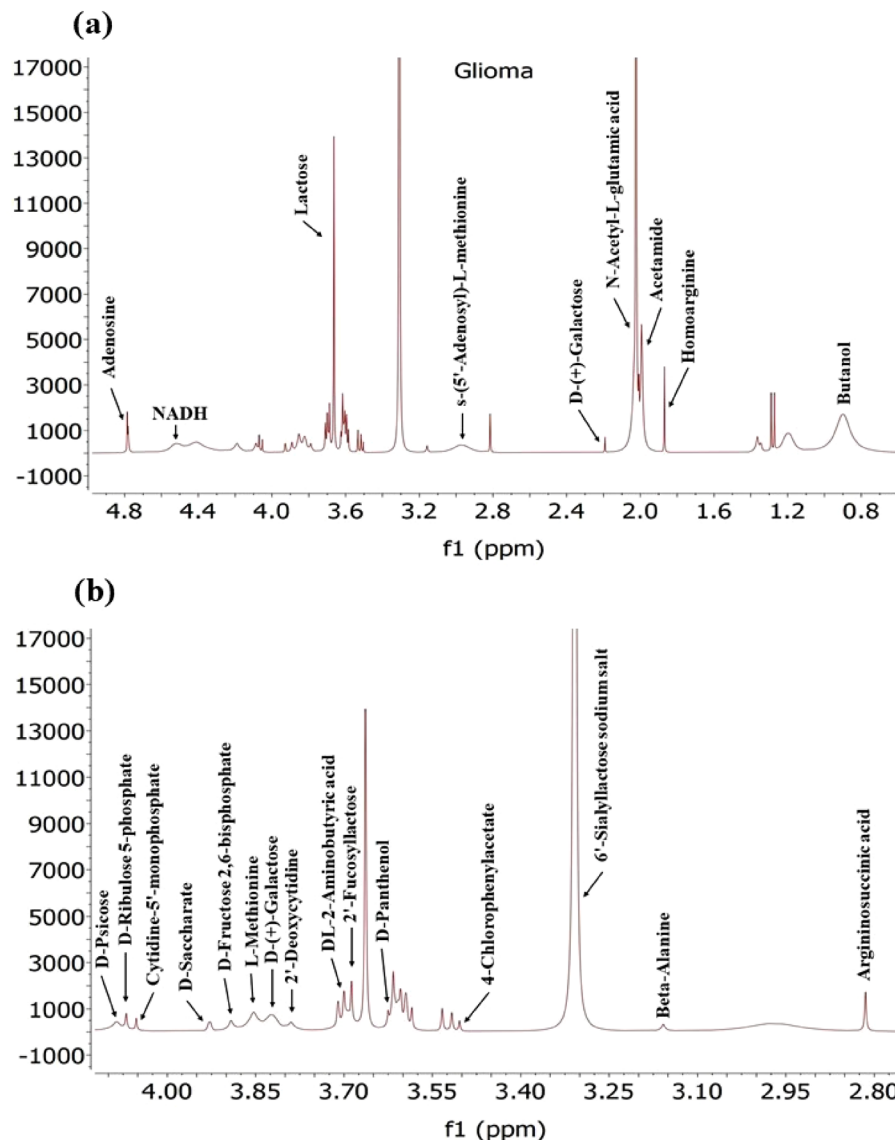 (a)
Glioma
17000
15000
13000
11000
9000
7000
5000
3000
1000
-1000
Adenosine
NADH
Lactose
s-(5'-Adenosyl)-L-methionine
D-(+)-Galactose
N-Acetyl-L-glutamic acid
Acetamide
Homoarginine
Butanol
4.8 4.4 4.0 3.6 3.2 2.8 2.4 2.0 1.6 1.2 0.8
f1 (ppm)
(b)
17000
15000
13000
11000
9000
7000
5000
3000
1000
-1000
D-Psicose
D-Ribulose 5-phosphate
Cytidine-5'-monophosphate
D-Saccharate
D-Fructose 2,6-bisphosphate
L-Methionine
D-(+)-Galactose
2'-Deoxycytidine
DL-2-Aminobutyric acid
2'-Fucosyllactose
D-Panthenol
4-Chlorophenylacetate
6'-Sialyllactose sodium salt
Beta-Alanine
Argininosuccinic acid
4.00 3.85 3.70 3.55 3.40 3.25 3.10 2.95 2.80
f1 (ppm)